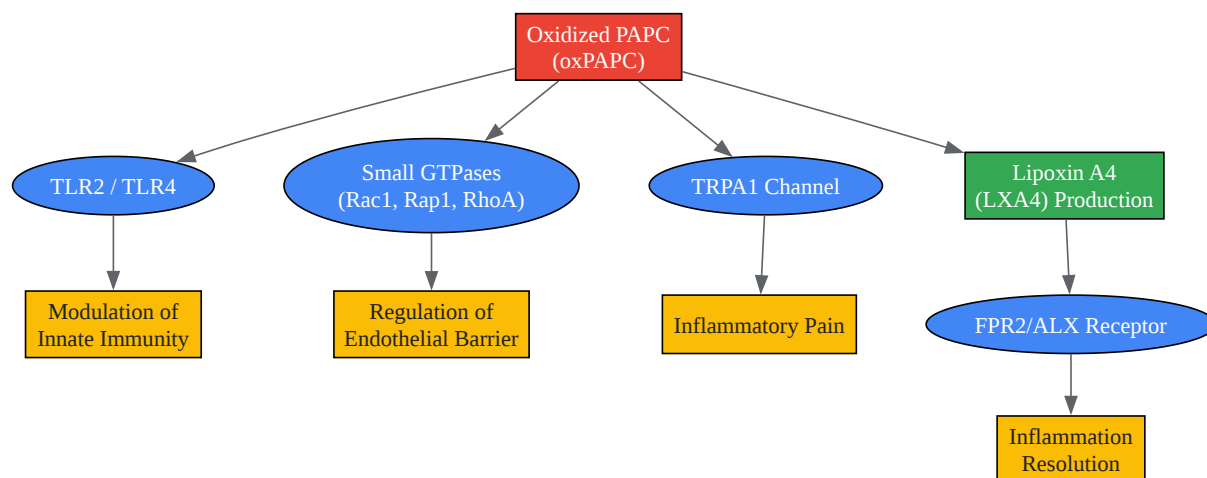 Oxidized PAPC
(oxPAPC)
TLR2 / TLR4
Small GTPases
(Rac1, Rap1, RhoA)
TRPA1 Channel
Lipoxin A4
(LXA4) Production
Modulation of
Innate Immunity
Regulation of
Endothelial Barrier
Inflammatory Pain
FPR2/ALX Receptor
Inflammation
Resolution